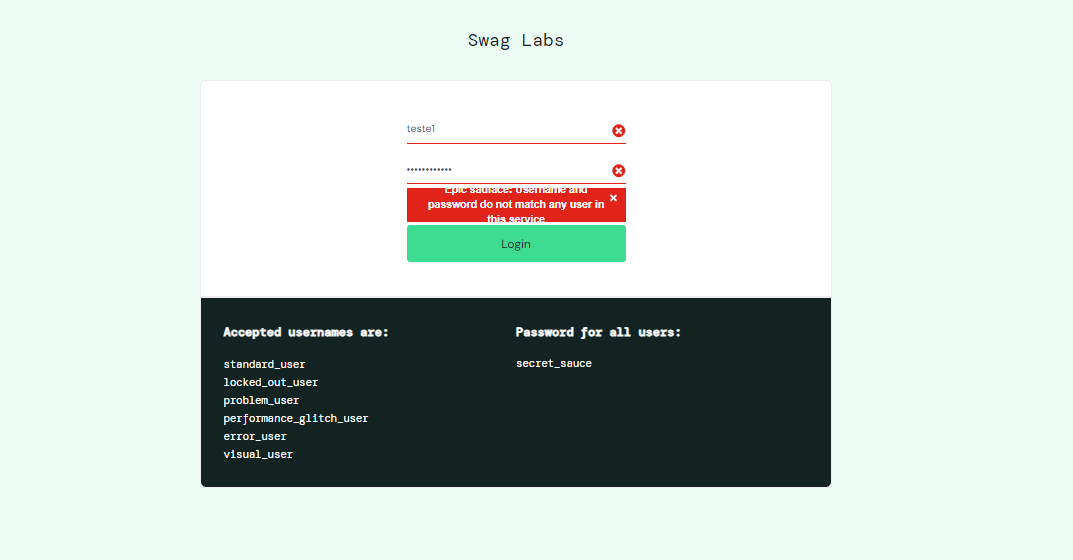 Swag Labs
teste1
••••••••••••
Epic sadface: Username and
password do not match any user in
this service
Login
Accepted usernames are:
standard_user
locked_out_user
problem_user
performance_glitch_user
error_user
visual_user
Password for all users:
secret_sauce